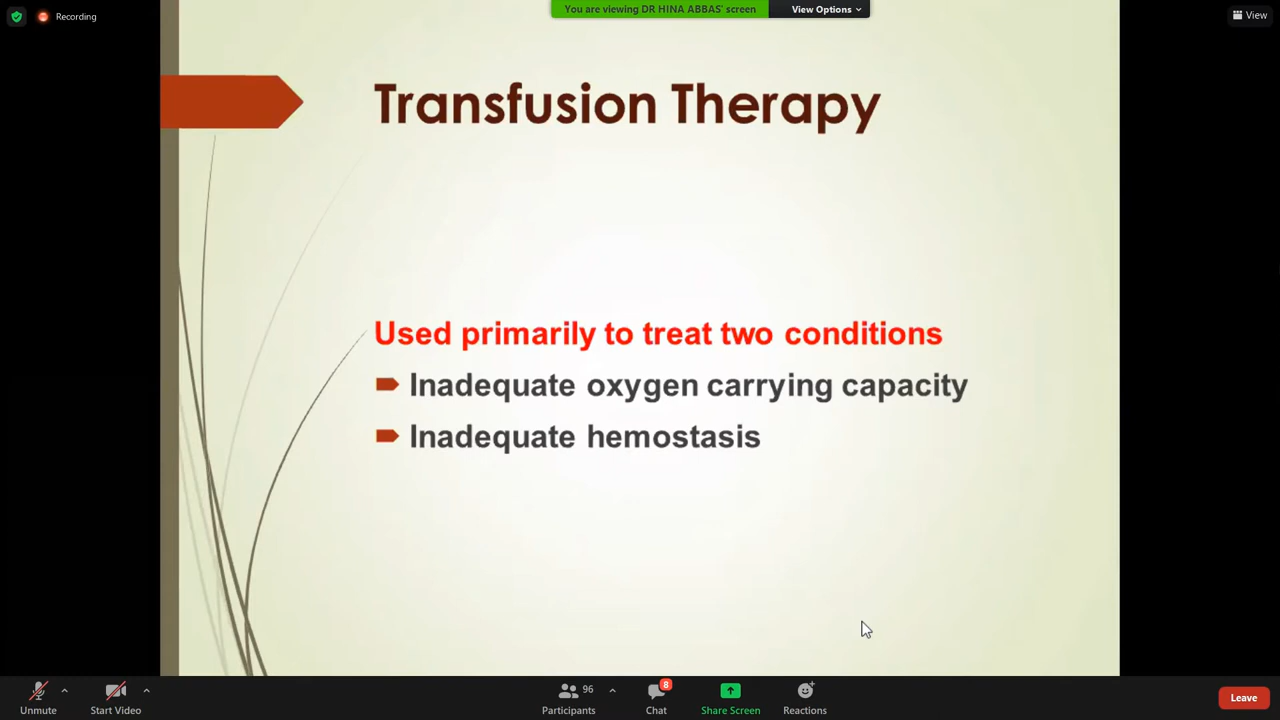 You are viewing DR HINA ABBAS' screen
View Options
Recording
View
Transfusion Therapy
Used primarily to treat two conditions
Inadequate oxygen carrying capacity
Inadequate hemostasis
96
8
Unmute
Start Video
Participants
Chat
Share Screen
Reactions
Leave